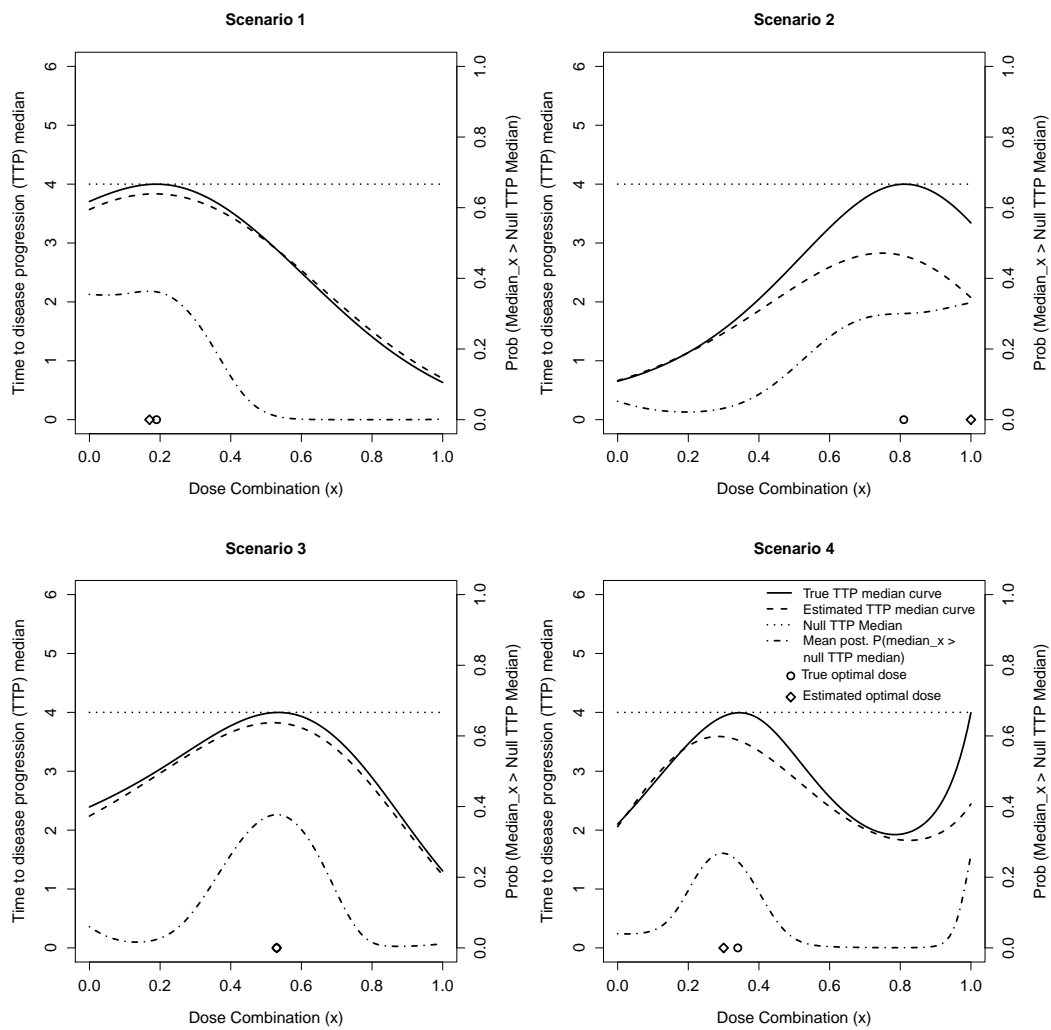 Scenario 1
Time to disease progression (TTP) median
0 1 2 3 4 5 6
0.0 0.2 0.4 0.6 0.8 1.0
Dose Combination (x)
0.0 0.2 0.4 0.6 0.8 1.0
Prob (Median_x > Null TTP Median)
Scenario 2
Time to disease progression (TTP) median
0 1 2 3 4 5 6
0.0 0.2 0.4 0.6 0.8 1.0
Dose Combination (x)
0.0 0.2 0.4 0.6 0.8 1.0
Prob (Median_x > Null TTP Median)
Scenario 3
Time to disease progression (TTP) median
0 1 2 3 4 5 6
0.0 0.2 0.4 0.6 0.8 1.0
Dose Combination (x)
0.0 0.2 0.4 0.6 0.8 1.0
Prob (Median_x > Null TTP Median)
Scenario 4
Time to disease progression (TTP) median
0 1 2 3 4 5 6
True TTP median curve
Estimated TTP median curve
Null TTP Median
Mean post. P(median_x >
null TTP median)
True optimal dose
Estimated optimal dose
0.0 0.2 0.4 0.6 0.8 1.0
Dose Combination (x)
0.0 0.2 0.4 0.6 0.8 1.0
Prob (Median_x > Null TTP Median)